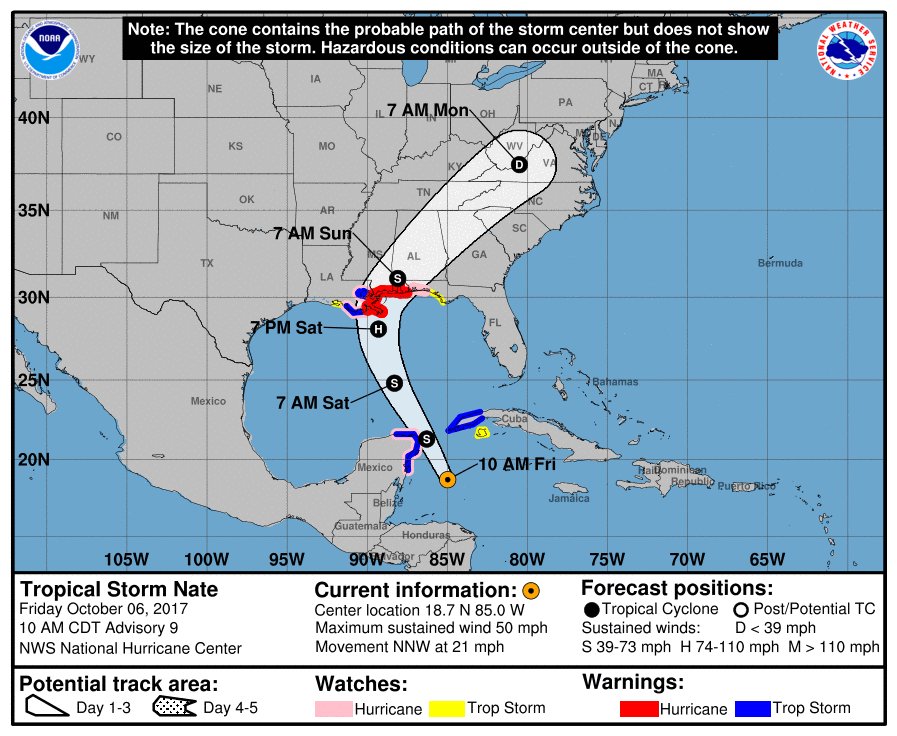 Note: The cone contains the probable path of the storm center but does not show
the size of the storm. Hazardous conditions can occur outside of the cone.
NOAA
NATIONAL WEATHER SERVICE
WY
NE
IA
IL
IN
OH
PA
MA
CT
RI
NJ
MD
DE
40N
CO
KS
MO
WV
VA
KY
7 AM Mon
D
35N
NM
OK
AR
TN
NC
SC
7 AM Sun
S
TX
LA
MS
AL
GA
Bermuda
30N
FL
7 PM Sat
H
25N
Mexico
7 AM Sat
S
Bahamas
Cuba
S
20N
Mexico
10 AM Fri
Haiti
Dominican
Republic
Puerto Rico
Jamaica
Belize
Guatemala
Honduras
El Salvador
105W
100W
95W
90W
85W
80W
75W
70W
65W
Tropical Storm Nate
Friday October 06, 2017
10 AM CDT Advisory 9
NWS National Hurricane Center
Current information:
Center location 18.7 N 85.0 W
Maximum sustained wind 50 mph
Movement NNW at 21 mph
Forecast positions:
Tropical Cyclone Post/Potential TC
Sustained winds: D < 39 mph
S 39-73 mph H 74-110 mph M > 110 mph
Potential track area:
Day 1-3 Day 4-5
Watches:
Hurricane Trop Storm
Warnings:
Hurricane Trop Storm